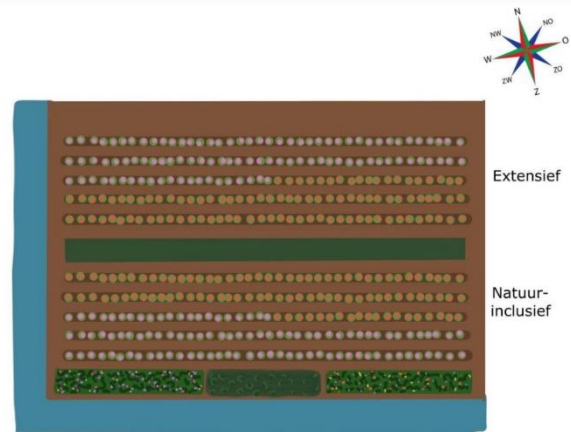 N
NW
NO
W
O
ZW
ZO
Z
Extensief
Natuur-
inclusief